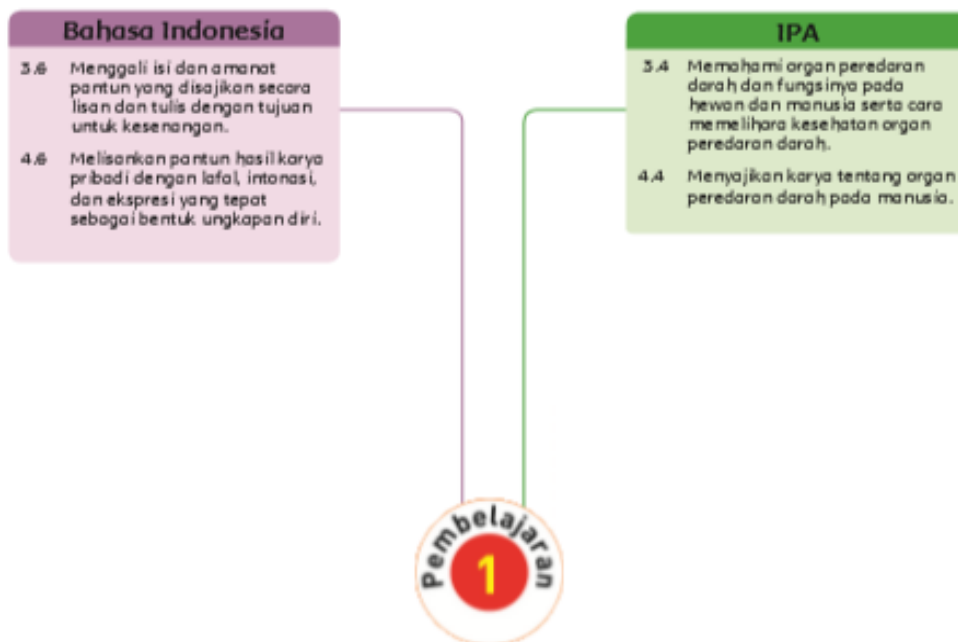 Bahasa Indonesia
3.6 Menggali isi dan amanat
pantun yang disajikan secara
lisan dan tulis dengan tujuan
untuk kesenangan.
4.6 Melisankan pantun hasil karya
pribadi dengan lafal, intonasi,
dan ekspresi yang tepat
sebagai bentuk ungkapan diri.
IPA
3.4 Memahami organ peredaran
darah dan fungsinya pada
hewan dan manusia serta cara
memelihara kesehatan organ
peredaran darah.
4.4 Menyajikan karya tentang organ
peredaran darah pada manusia.
Pembelajaran
1